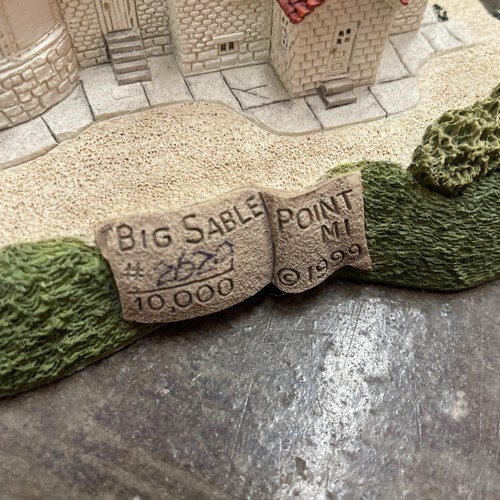 BIG SABLE
#
10,000
POINT
MI
©1999